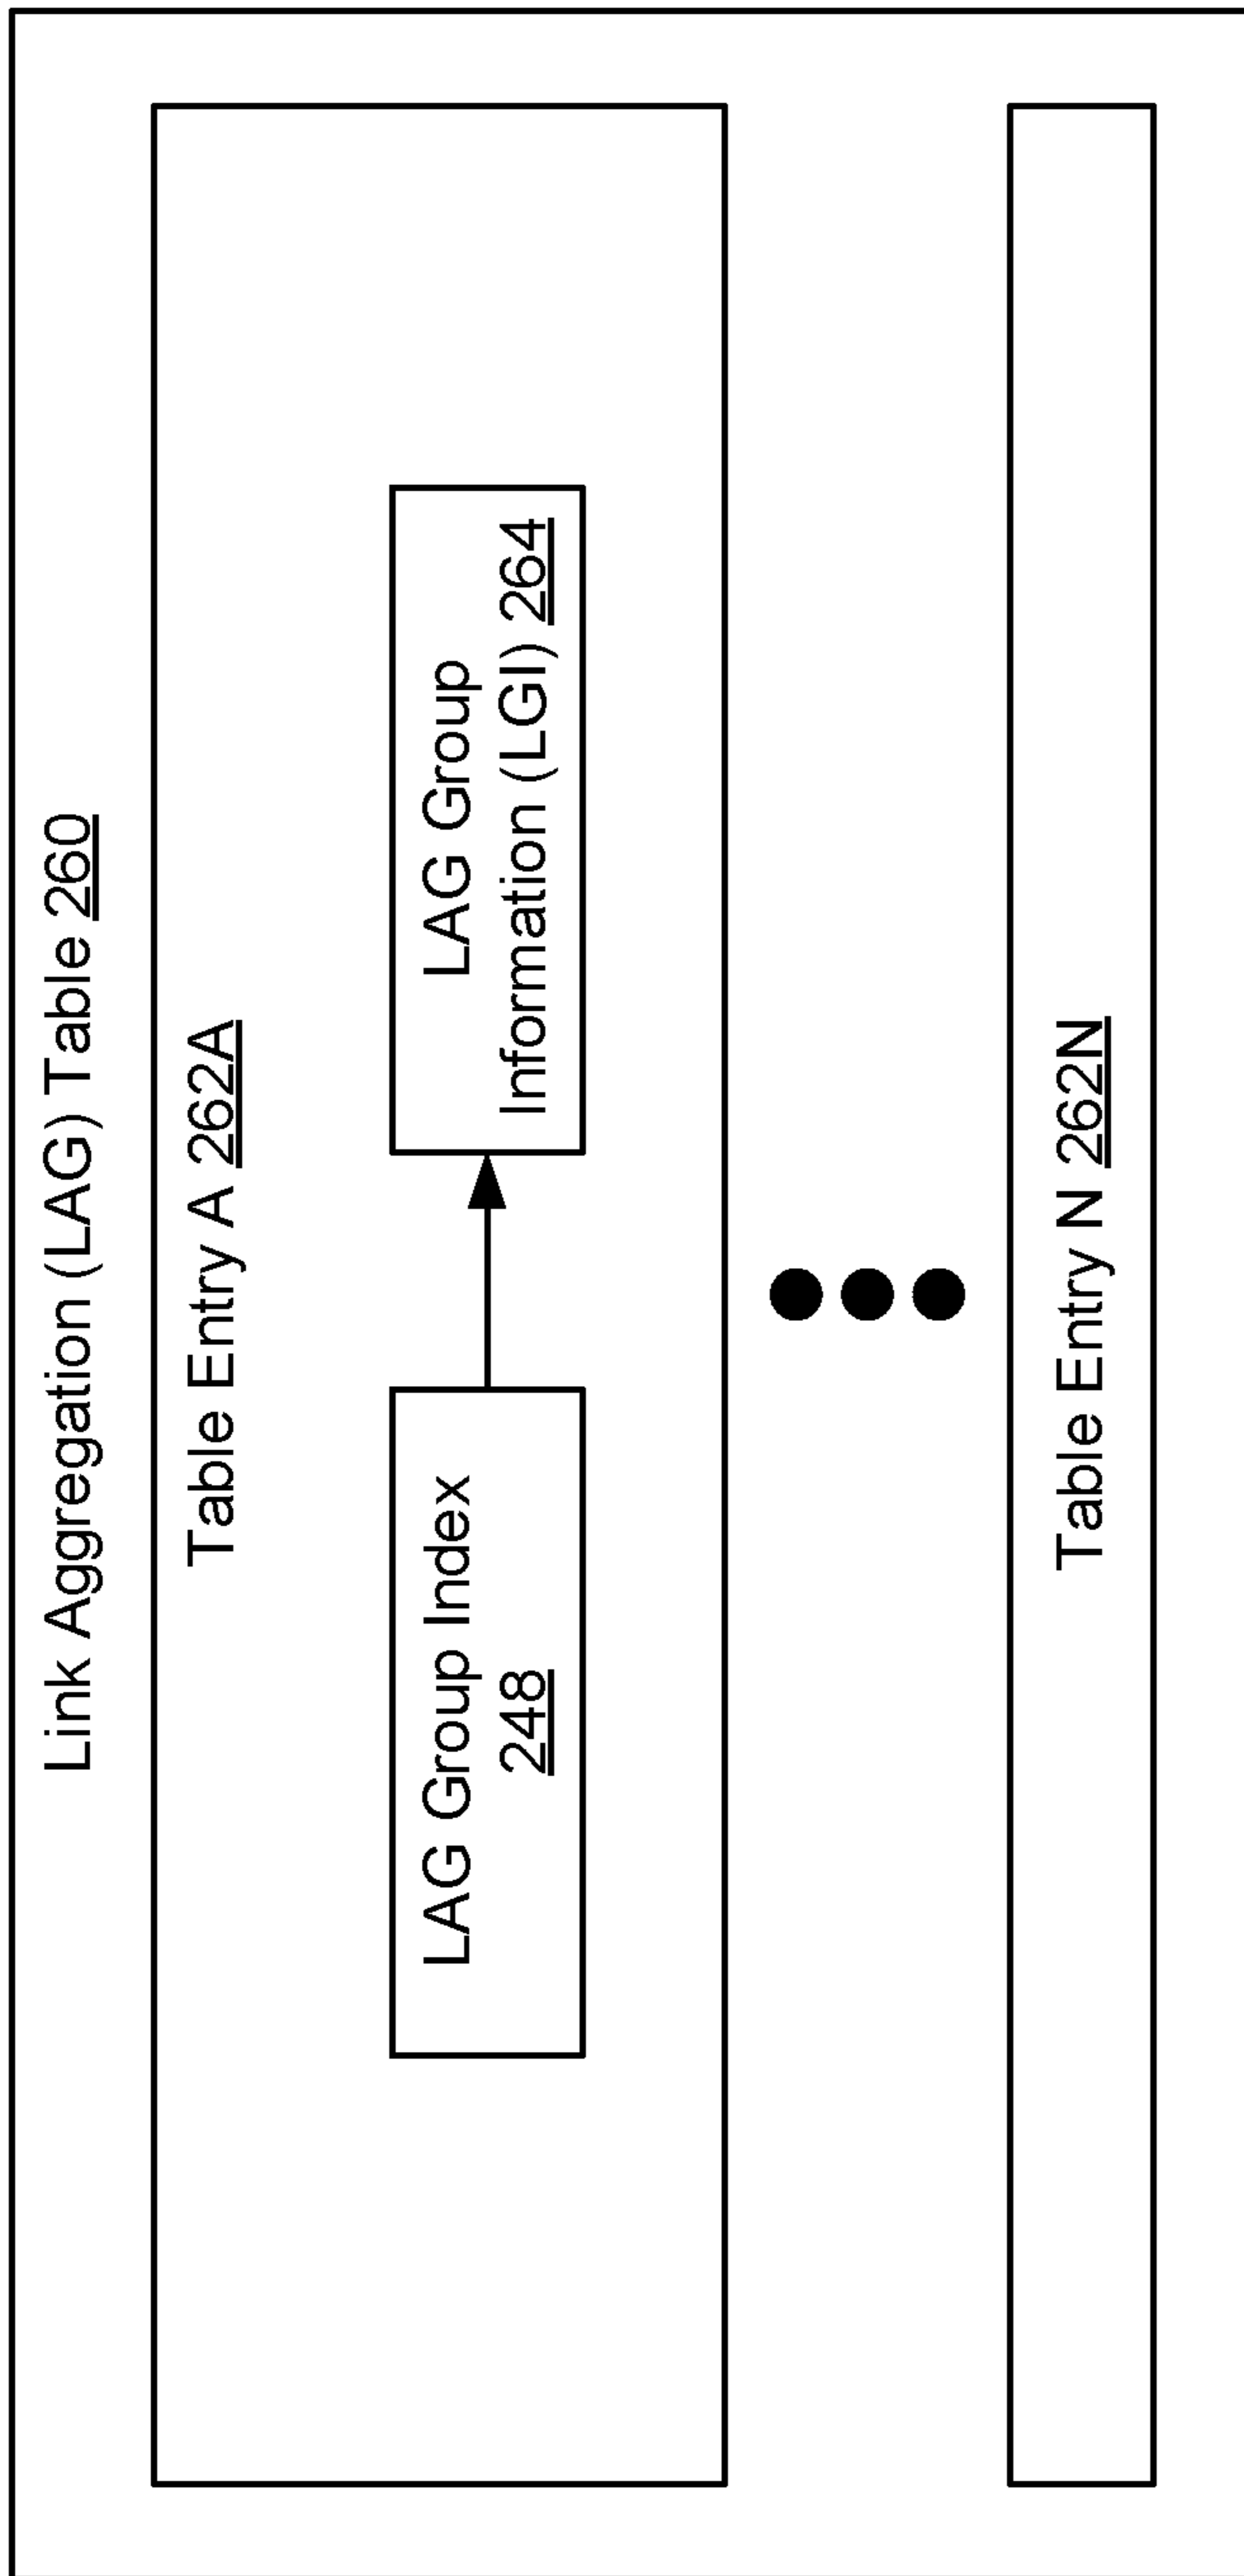 Link Aggregation (LAG) Table 260
Table Entry A 262A
LAG Group Index
248
LAG Group
Information (LGI) 264
Table Entry N 262N